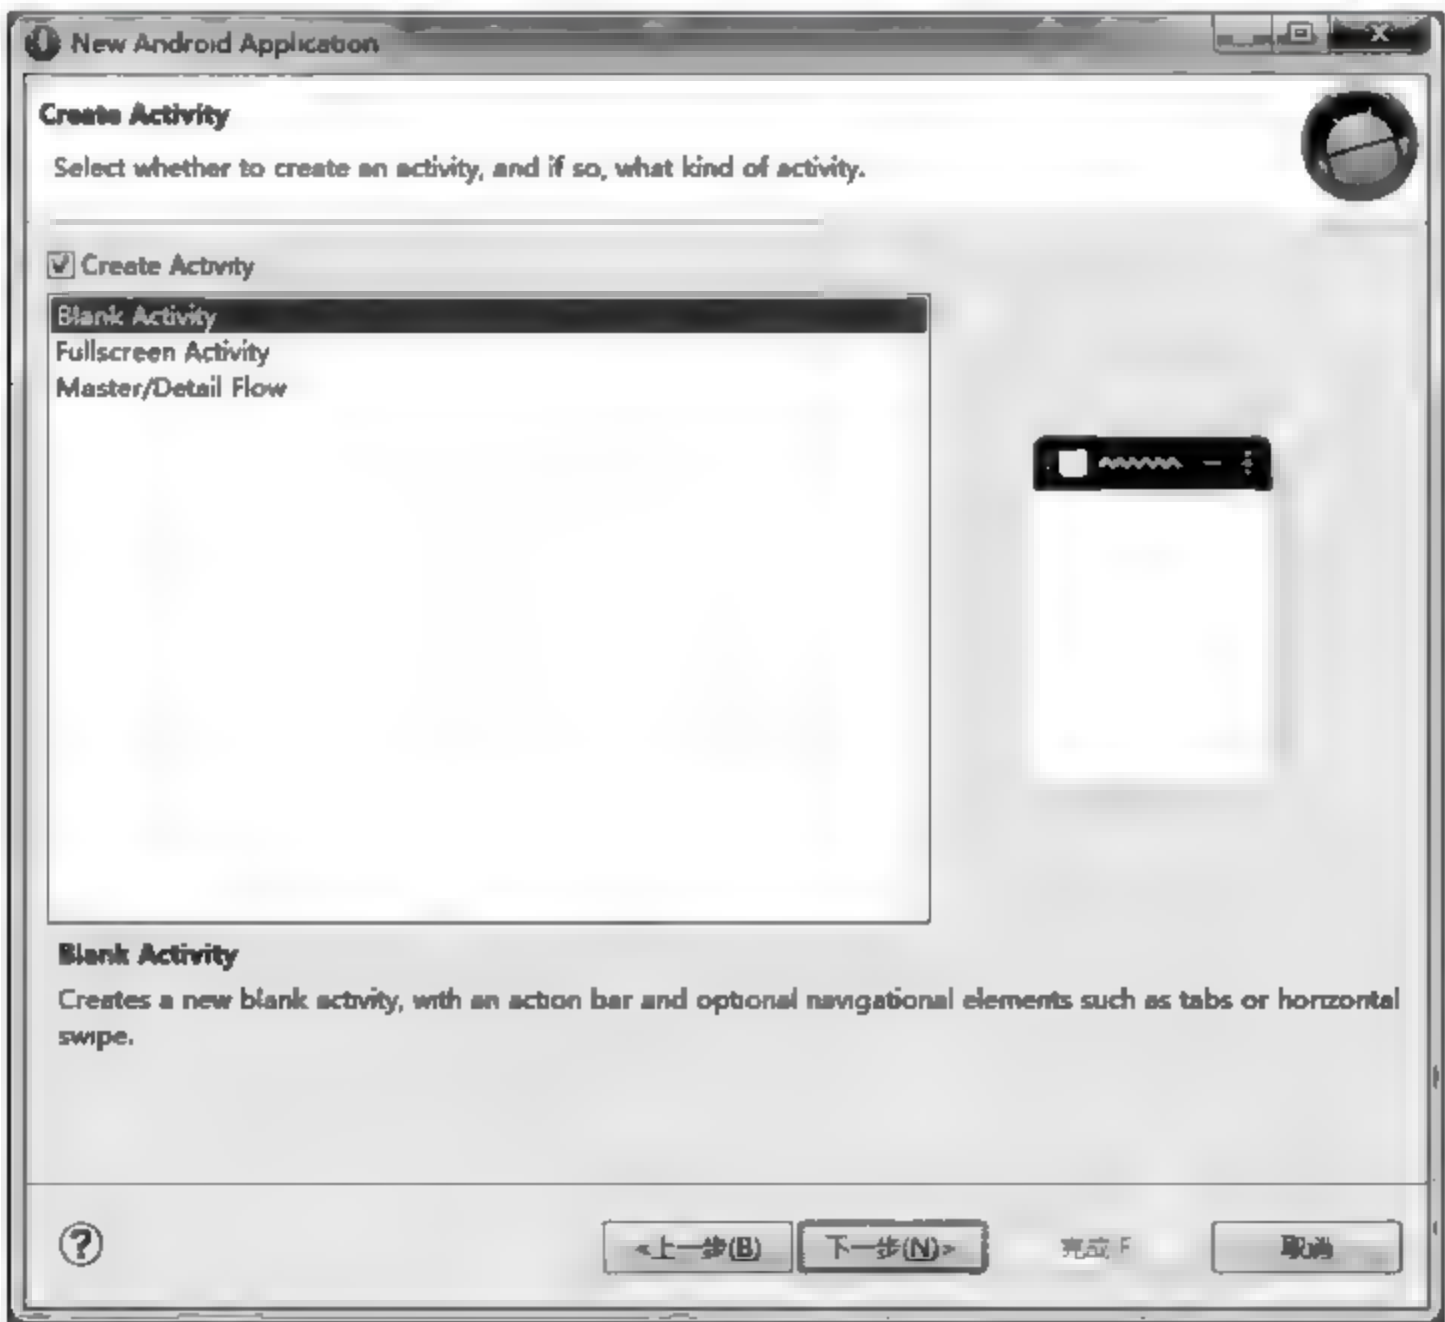 New Android Application
Create Activity
Select whether to create an activity, and if so, what kind of activity.
Create Activity
Blank Activity
Fullscreen Activity
Master/Detail Flow
Blank Activity
Creates a new blank activity, with an action bar and optional navigational elements such as tabs or horizontal
swipe.
?
<上一步(B)
下一步(N)>
完成 F
取消